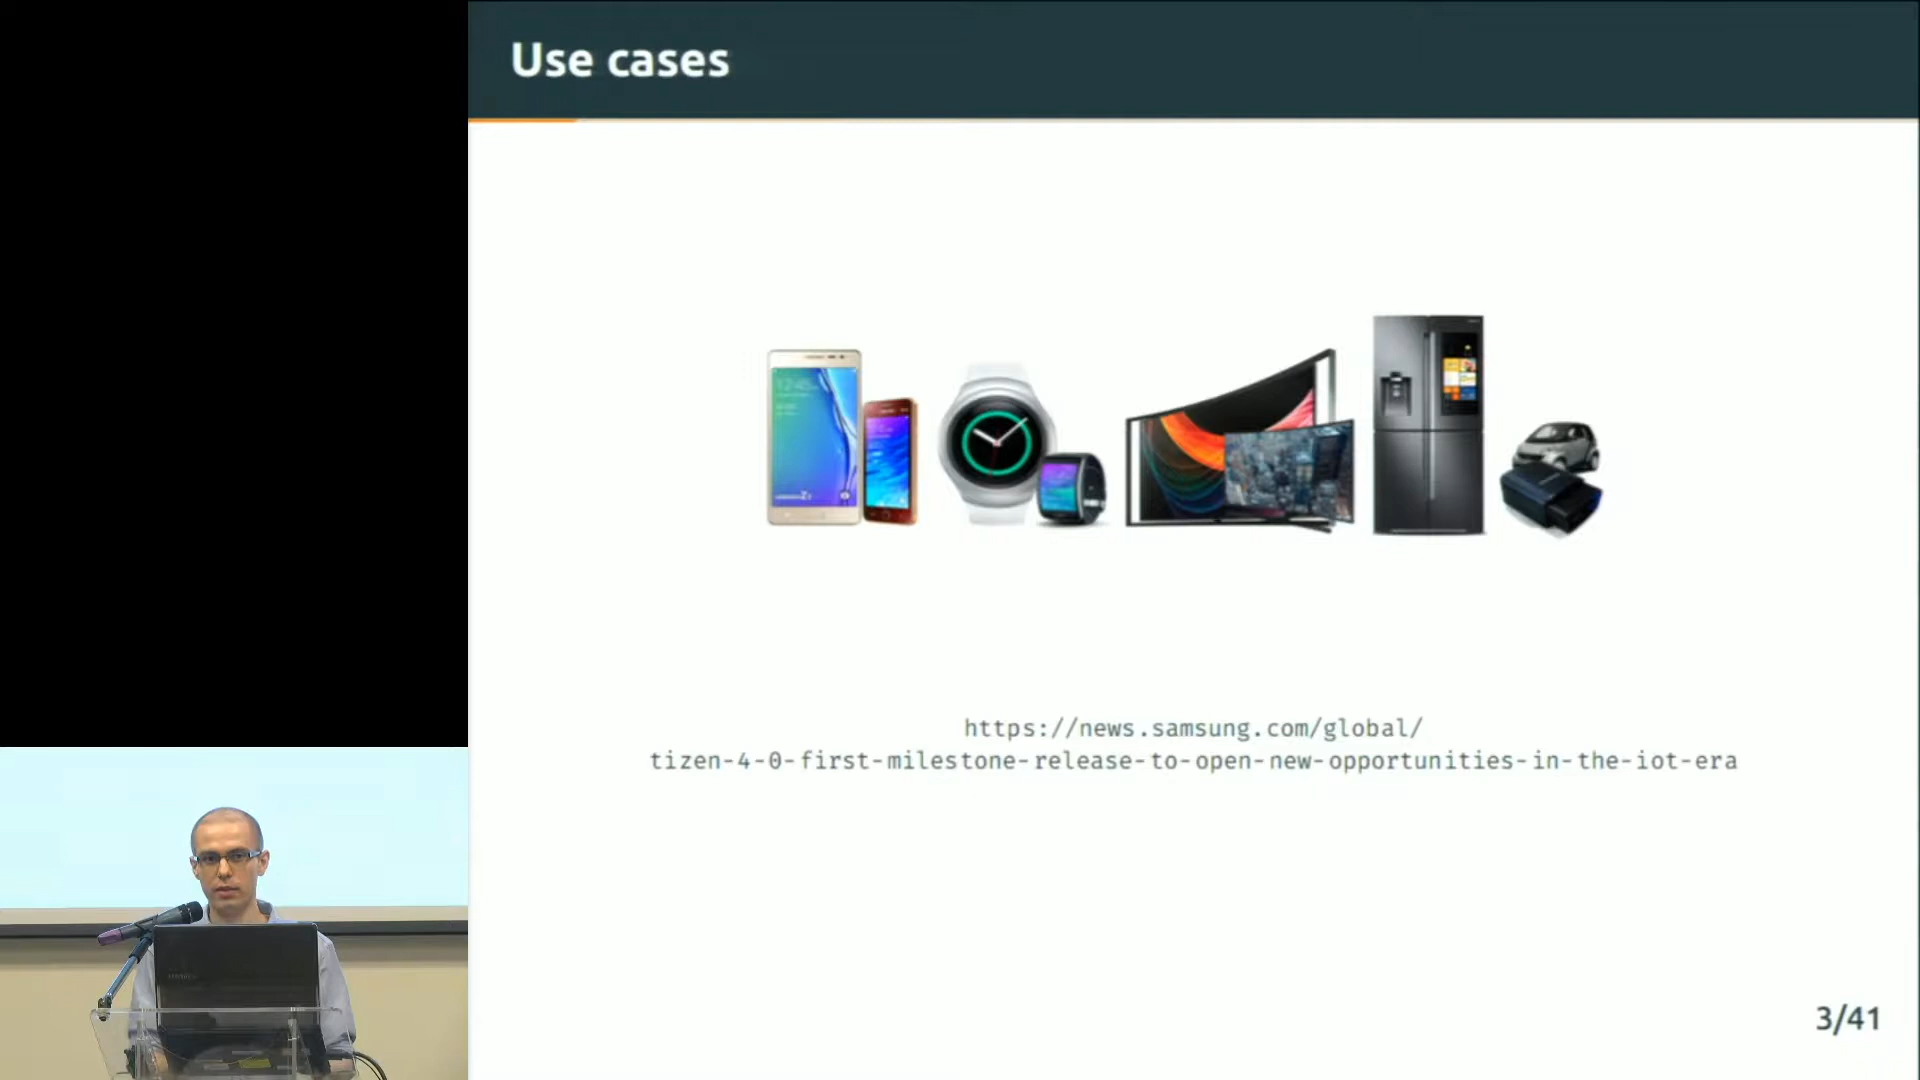 Use cases
https://news.samsung.com/global/
tizen-4-0-first-milestone-release-to-open-new-opportunities-in-the-iot-era
3/41